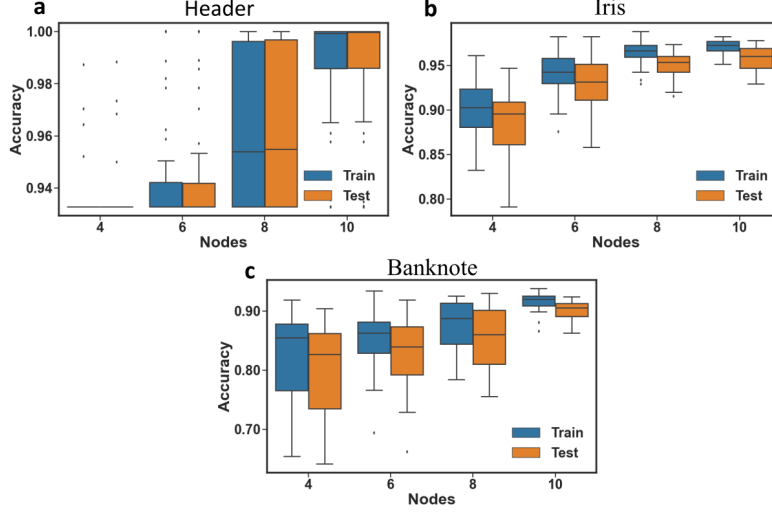 a
Header
1.00
0.98
0.96
0.94
Accuracy
Train
Test
4
6
8
10
Nodes
b
Iris
0.95
0.90
0.85
0.80
Accuracy
Train
Test
4
6
8
10
Nodes
c
Banknote
0.90
0.80
0.70
Accuracy
Train
Test
4
6
8
10
Nodes